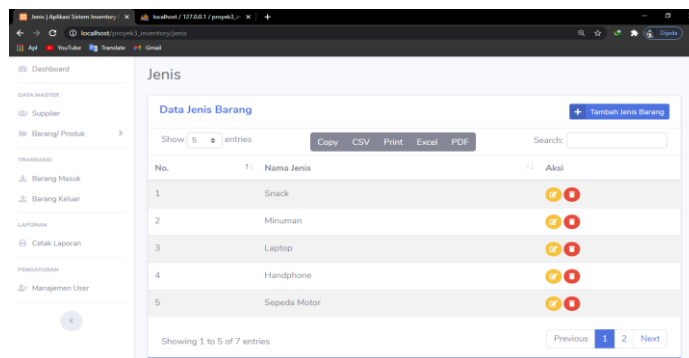 Jenis | Aplikasi Sistem Inventory
localhost / 127.0.0.1 / proyek3_in
localhost/proyek3_inventory/jenis
Dijeda
Apl YouTube Translate Gmail
Dashboard
DATA MASTER
Supplier
Barang/ Produk
TRANSAKSI
Barang Masuk
Barang Keluar
LAPORAN
Cetak Laporan
PENGATURAN
Manajemen User
Jenis
Data Jenis Barang
+ Tambah Jenis Barang
Show 5 entries
Copy CSV Print Excel PDF
Search:
No. Nama Jenis Aksi
1 Snack
2 Minuman
3 Laptop
4 Handphone
5 Sepeda Motor
Showing 1 to 5 of 7 entries
Previous 1 2 Next